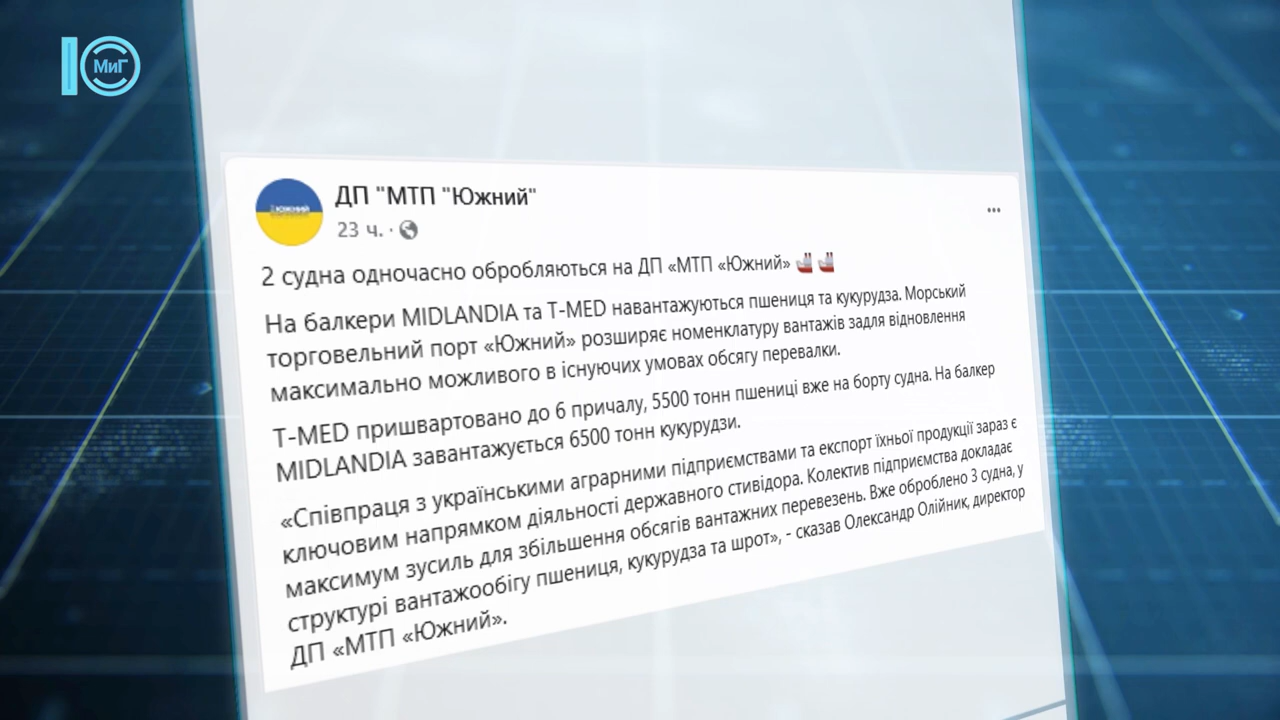 Ю МиГ
ДП "МТП "Южний"
23 ч. ·
2 судна одночасно обробляються на ДП «МТП «Южний»
На балкери MIDLANDIA та T-MED навантажуються пшениця та кукурудза. Морський
торговельний порт «Южний» розширяє номенклатуру вантажів задля відновлення
максимально можливого в існуючих умовах обсягу перевалки.
T-MED пришвартовано до 6 причалу, 5500 тонн пшениці вже на борту судна. На балкер
MIDLANDIA завантажується 6500 тонн кукурудзи.
«Співпраця з українськими аграрними підприємствами та експорт їхньої продукції зараз є
ключовим напрямком діяльності державного стивідора. Колектив підприємства докладає
максимум зусиль для збільшення обсягів вантажних перевезень. Вже оброблено 3 судна, у
структурі вантажообігу пшениця, кукурудза та шрот», - сказав Олександр Олійник, директор
ДП «МТП «Южний».